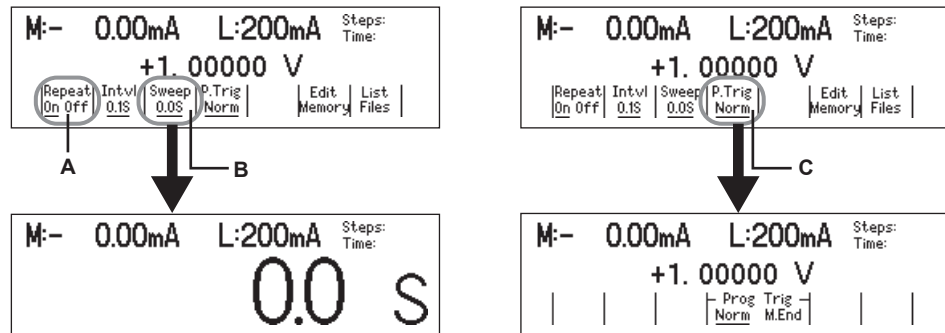 M:– 0.00mA L:200mA Steps:
Time:
+1. 00000 V
Repeat Intvl Sweep P.Trig Edit List
On Off 0.1S 0.0S Norm Memory Files
A
B
M:– 0.00mA L:200mA Steps:
Time:
0.0 S
M:– 0.00mA L:200mA Steps:
Time:
+1. 00000 V
Repeat Intvl Sweep P.Trig Edit List
On Off 0.1S 0.0S Norm Memory Files
C
M:– 0.00mA L:200mA Steps:
Time:
+1. 00000 V
Prog Trig
Norm M.End